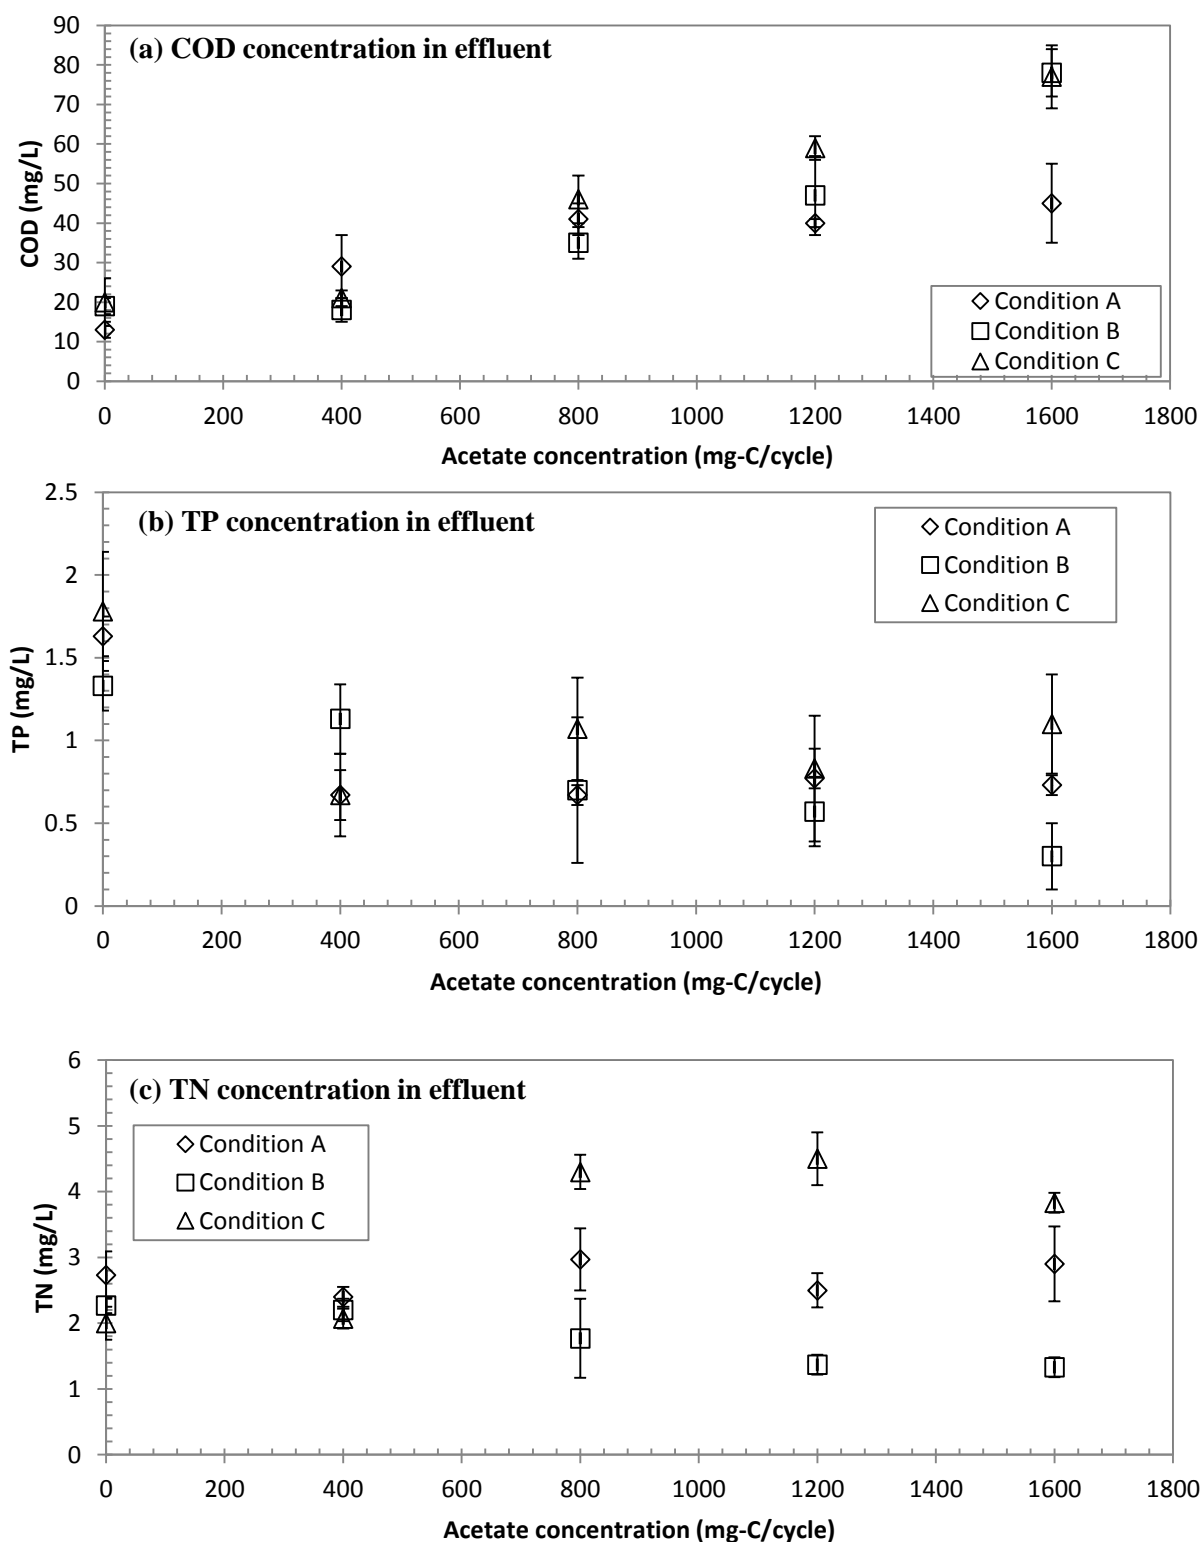 (a) COD concentration in effluent
90
80
70
60
50
40
30
20
10
0
COD (mg/L)
Condition A
Condition B
Condition C
0 200 400 600 800 1000 1200 1400 1600 1800
Acetate concentration (mg-C/cycle)
(b) TP concentration in effluent
2.5
2
1.5
1
0.5
0
TP (mg/L)
Condition A
Condition B
Condition C
0 200 400 600 800 1000 1200 1400 1600 1800
Acetate concentration (mg-C/cycle)
(c) TN concentration in effluent
6
5
4
3
2
1
0
TN (mg/L)
Condition A
Condition B
Condition C
0 200 400 600 800 1000 1200 1400 1600 1800
Acetate concentration (mg-C/cycle)